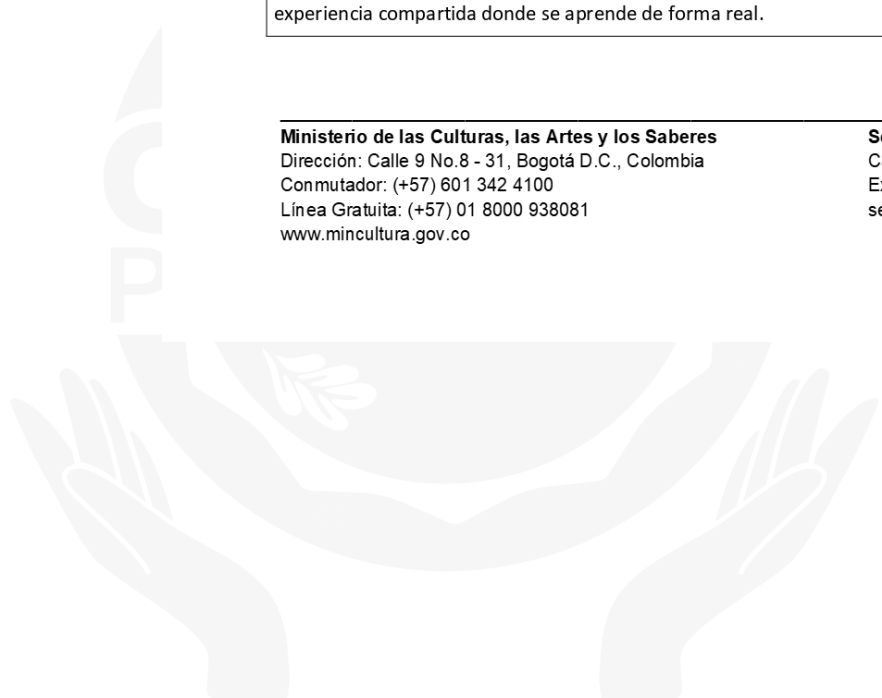 experiencia compartida donde se aprende de forma real.
Ministerio de las Culturas, las Artes y los Saberes
Dirección: Calle 9 No.8 - 31, Bogotá D.C., Colombia
Conmutador: (+57) 601 342 4100
Línea Gratuita: (+57) 01 8000 938081
www.mincultura.gov.co